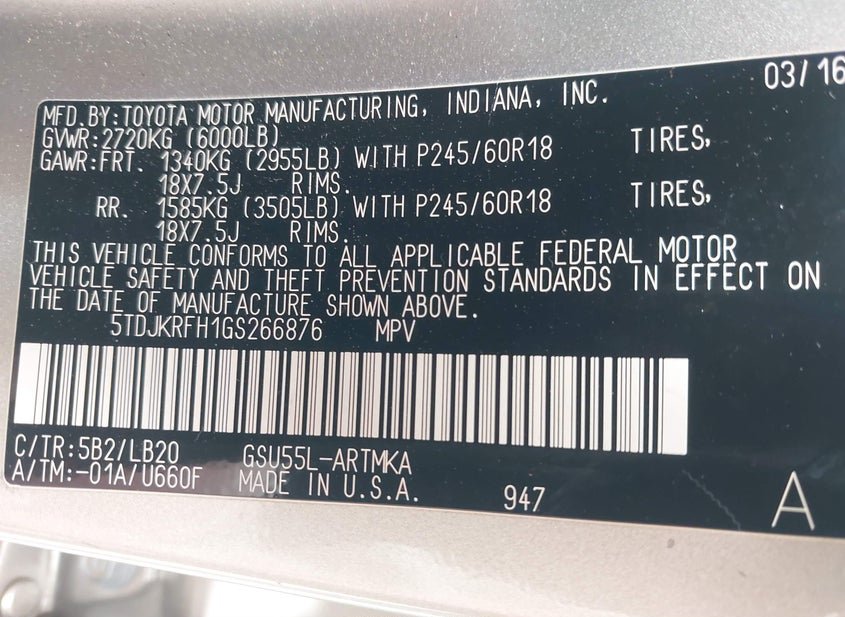 03/16
MFD.BY:TOYOTA MOTOR MANUFACTURING, INDIANA, INC.
GVWR:2720KG (6000LB)
GAWR:FRT. 1340KG (2955LB) WITH P245/60R18 TIRES,
18X7.5J RIMS.
RR. 1585KG (3505LB) WITH P245/60R18 TIRES,
18X7.5J RIMS.
THIS VEHICLE CONFORMS TO ALL APPLICABLE FEDERAL MOTOR
VEHICLE SAFETY AND THEFT PREVENTION STANDARDS IN EFFECT ON
THE DATE OF MANUFACTURE SHOWN ABOVE.
5TDJKRFH1GS266876 MPV
C/TR:5B2/LB20 GSU55L-ARTMKA
A/TM:-01A/U660F MADE IN U.S.A. 947 A